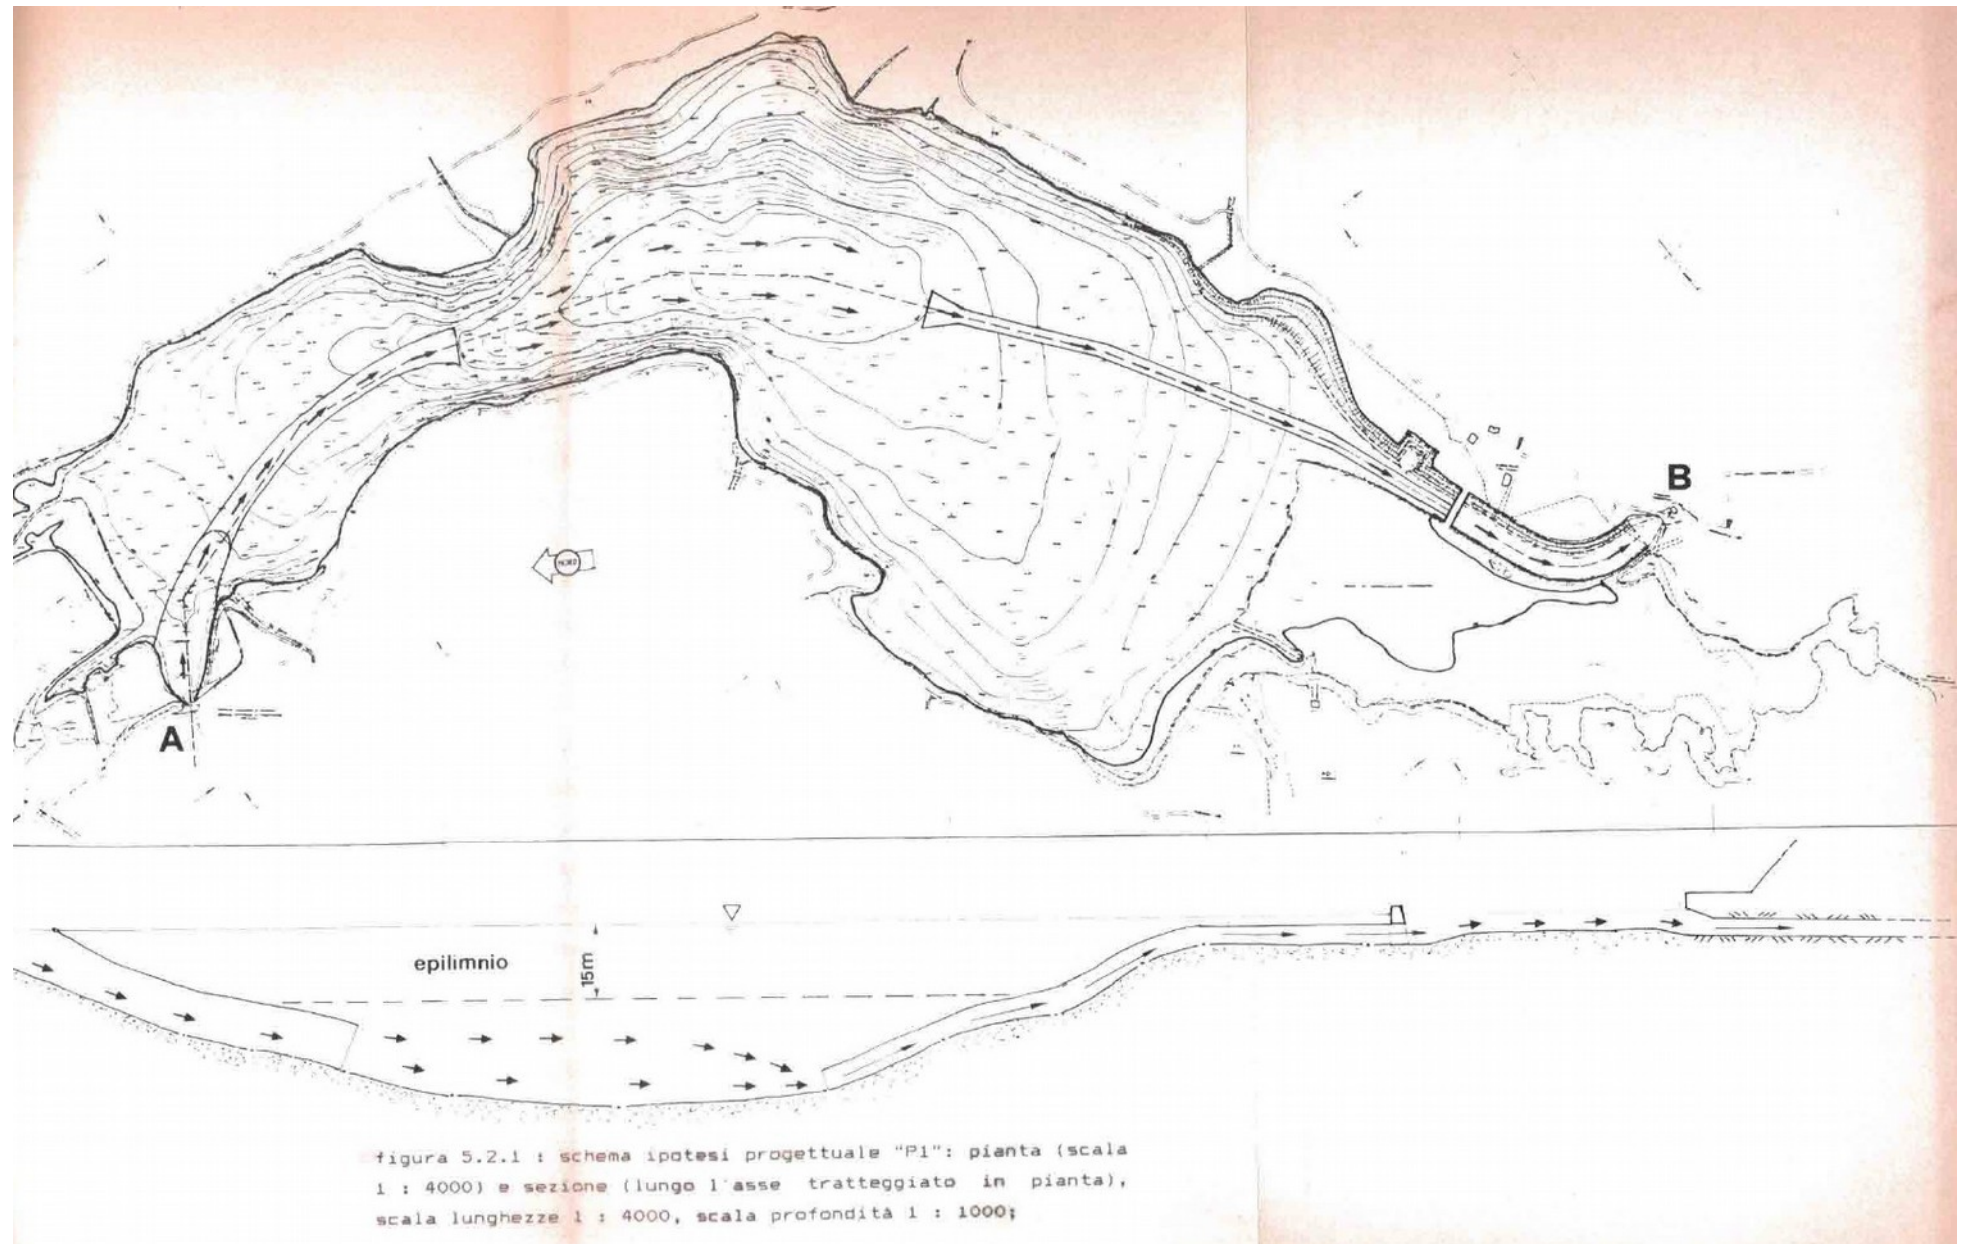 B
NORD
A
epilimnio
15m
figura 5.2.1 : schema ipotesi progettuale "P1": pianta (scala
1 : 4000) e sezione (lungo l'asse tratteggiato in pianta),
scala lunghezze 1 : 4000, scala profondità 1 : 1000;